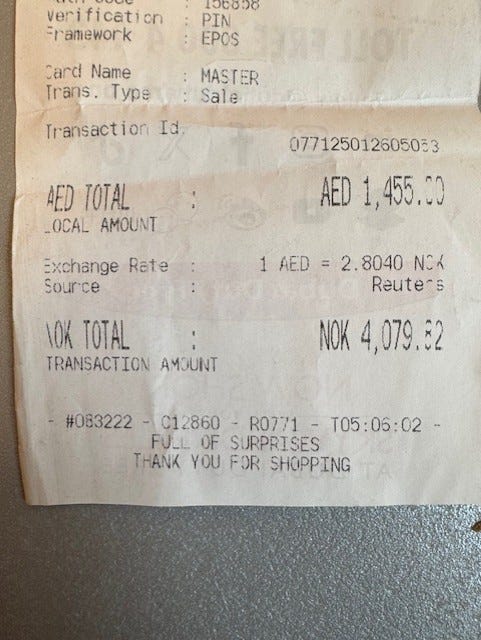 Verification : PIN
Framework : EPOS
Card Name : MASTER
Trans. Type : Sale
Transaction Id.
077125012605053
AED TOTAL : AED 1,455.00
LOCAL AMOUNT
Exchange Rate : 1 AED = 2.8040 NOK
Source : Reuters
NOK TOTAL : NOK 4,079.82
TRANSACTION AMOUNT
- #083222 - C12860 - R0771 - T05:06:02 -
FULL OF SURPRISES
THANK YOU FOR SHOPPING